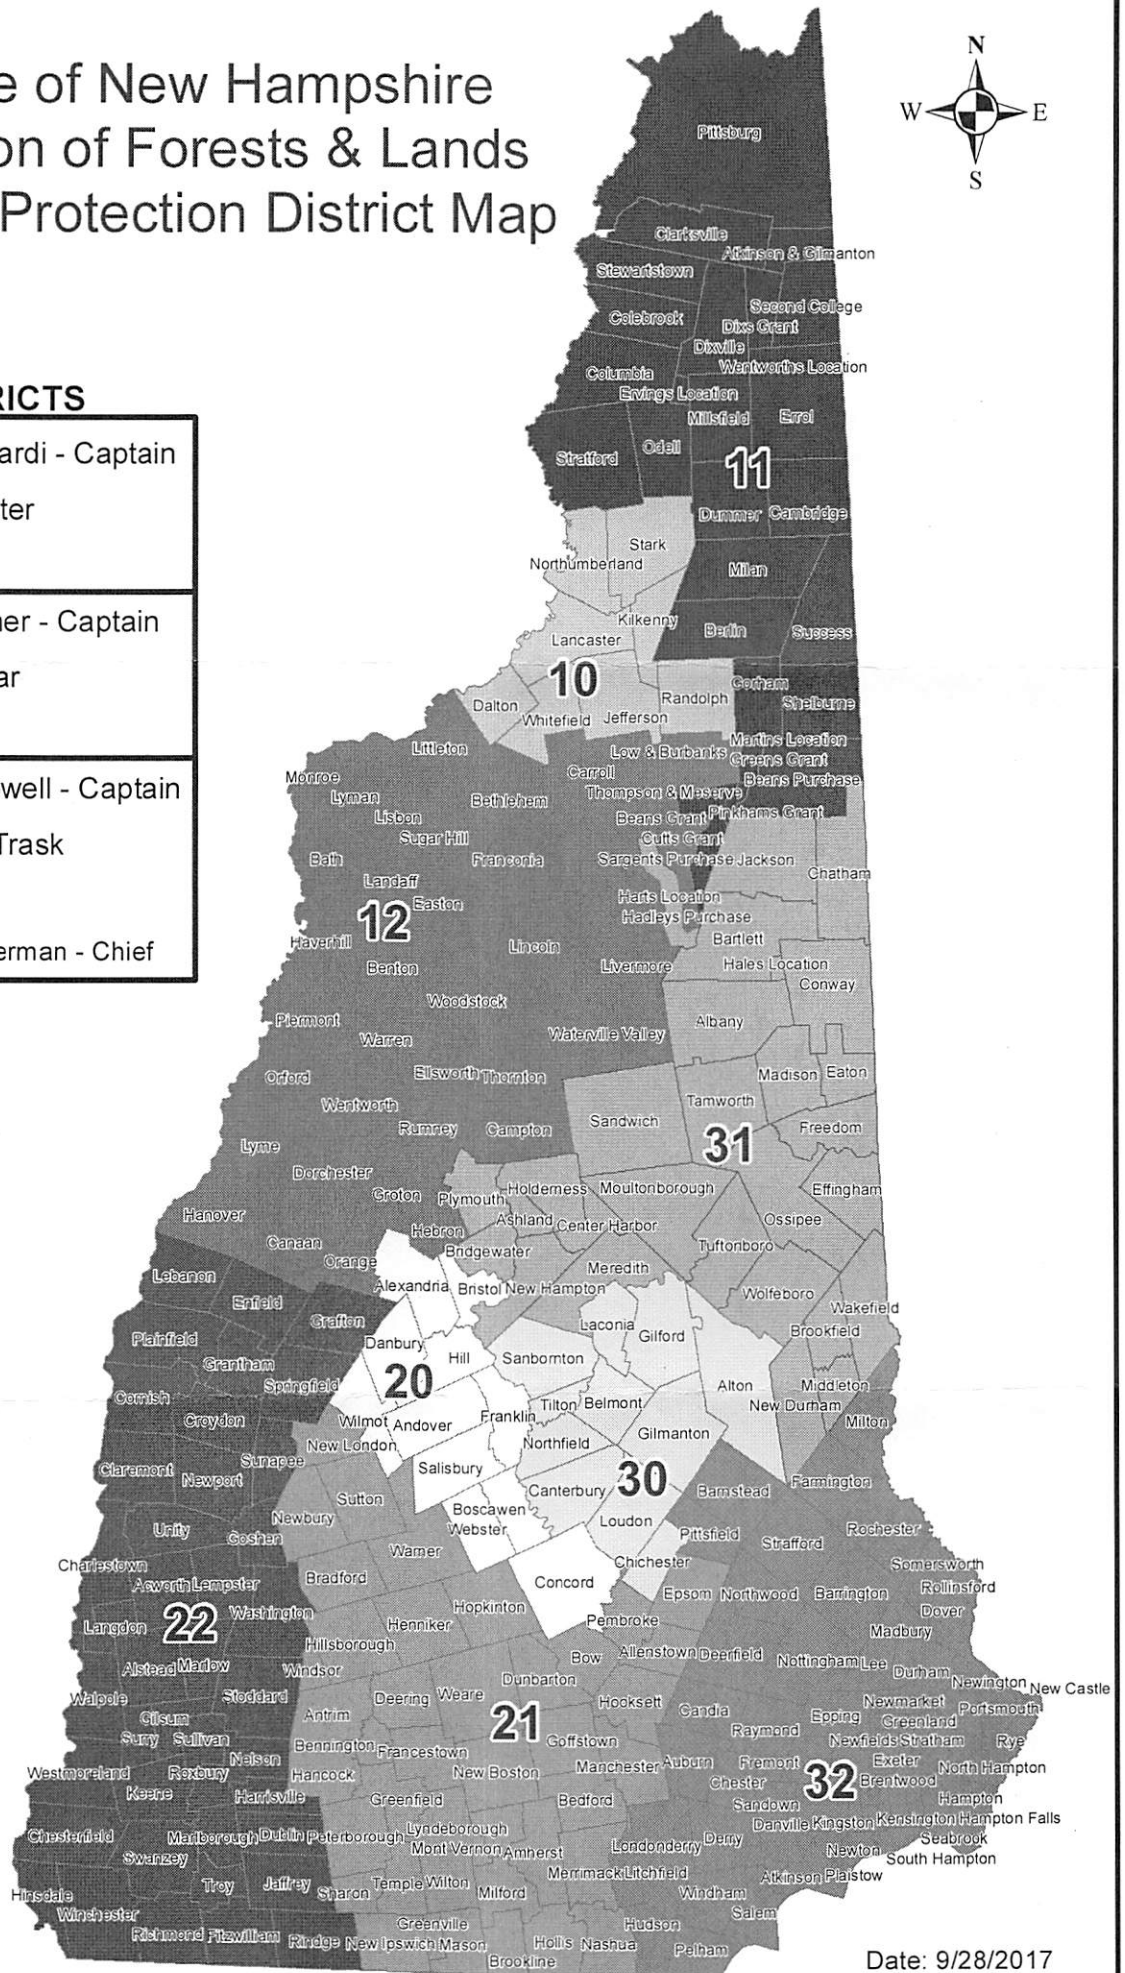 e of New Hampshire
on of Forests & Lands
Protection District Map
N
W E
S
RICTS
ardi - Captain
ter
ner - Captain
ar
well - Captain
Trask
erman - Chief
Pittsburg
Clarksville
Atkinson & Gilmanton
Stewartstown
Second College
Colebrook
Dixs Grant
Dixville
Wentworths Location
Columbia
Ervings Location
Millsfield Errol
Odell
Stratford
11
Dummer Cambridge
Stark
Northumberland
Milan
Kilkenny
Berlin Success
Lancaster
10
Gorham
Randolph
Shelburne
Dalton
Whitefield Jefferson
Martins Location
Littleton
Low & Burbanks
Greens Grant
Carroll
Monroe
Beans Purchase
Thompson & Meserve
Lyman
Bethlehem
Pinkhams Grant
Lisbon
Beans Grant
Sugar Hill
Cutts Grant
Bath
Franconia
Sargents Purchase Jackson
Chatham
Landaff
Harts Location
Easton
12
Hadleys Purchase
Haverhill
Lincoln
Bartlett
Benton
Livermore
Hales Location
Conway
Woodstock
Piermont
Albany
Warren
Waterville Valley
Orford
Ellsworth Thornton
Madison Eaton
Wentworth
Tamworth
Sandwich
Rumney Campton
Freedom
Lyme
31
Dorchester
Groton
Plymouth
Holderness Moultonborough
Effingham
Hanover
Ashland Center Harbor
Ossipee
Hebron
Canaan
Bridgewater
Tuftonboro
Orange
Meredith
Lebanon
Alexandria Bristol New Hampton
Wolfeboro
Enfield
Wakefield
Grafton
Laconia
Gilford
Brookfield
Plainfield
Danbury
Grantham
Hill
Sanbornton
Springfield
20
Alton
Middleton
Cornish
New Durham
Croydon
Wilmot Andover
Franklin
Tilton Belmont
Milton
New London
Northfield
Gilmanton
Sunapee
Claremont
Newport
Salisbury
30
Farmington
Sutton
Canterbury
Barnstead
Newbury
Boscawen
Unity
Webster
Loudon
Rochester
Goshen
Pittsfield
Strafford
Warner
Chichester
Charlestown
Somersworth
Bradford
Concord
Acworth Lempster
Epsom Northwood Barrington
Rollinsford
Washington
Hopkinton
Dover
22
Henniker
Pembroke
Langdon
Madbury
Hillsborough
Bow
Allenstown Deerfield
Nottingham Lee
Alstead Marlow
Windsor
Durham
Dunbarton
Newington New Castle
Walpole
Stoddard
Deering Weare
Hooksett
Newmarket
Portsmouth
Antrim
Candia
Epping
Gilsum
21
Greenland
Raymond
Surry Sullivan
Goffstown
Newfields Stratham
Rye
Bennington Francestown
Nelson
Manchester Auburn
Fremont
Exeter
North Hampton
Westmoreland
Roxbury
Hancock
New Boston
32
Chester
Brentwood
Keene
Harrisville
Greenfield
Bedford
Sandown
Hampton
Danville Kingston Kensington Hampton Falls
Chesterfield
Marlborough Dublin Peterborough
Lyndeborough
Londonderry Derry
Seabrook
Mont Vernon Amherst
Newton
Swanzey
South Hampton
Merrimack Litchfield
Atkinson Plaistow
Troy
Jaffrey
Sharon
Temple Wilton
Milford
Windham
Hinsdale
Winchester
Salem
Greenville
Hudson
Richmond Fitzwilliam
Rindge New Ipswich Mason
Hollis Nashua
Pelham
Brookline
Date: 9/28/2017